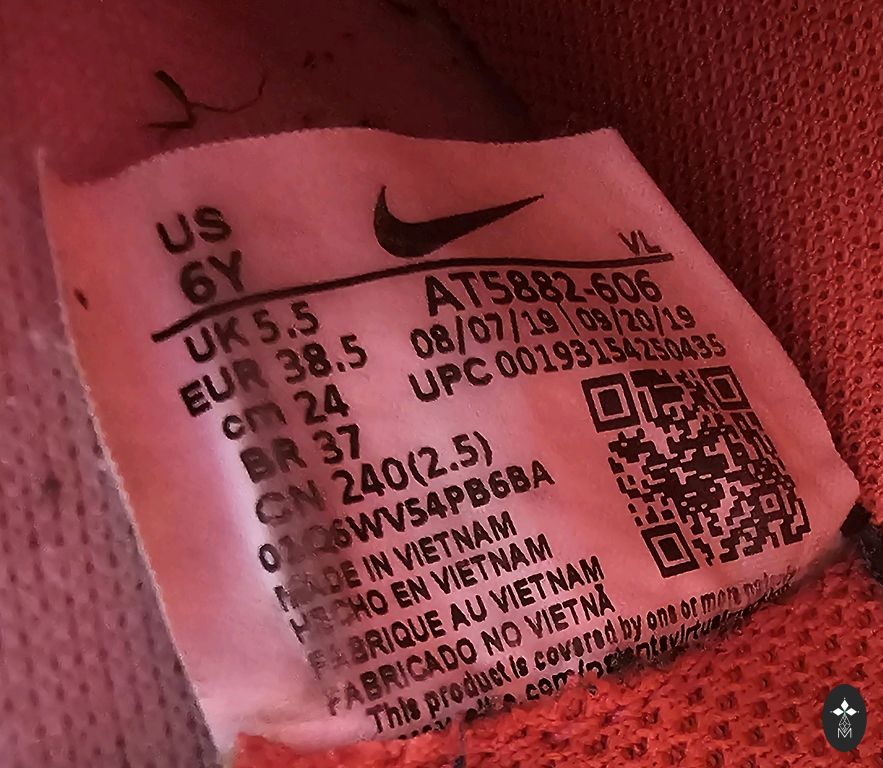 US
6Y
VL
AT5882-606
UK 5.5
08/07/19 | 09/20/19
EUR 38.5
UPC 00193154250435
cm 24
BR 37
CN 240(2.5)
MADE IN VIETNAM
HECHO EN VIETNAM
FABRIQUE AU VIETNAM
FABRICADO NO VIETNÃ
This product is covered by one or more
M